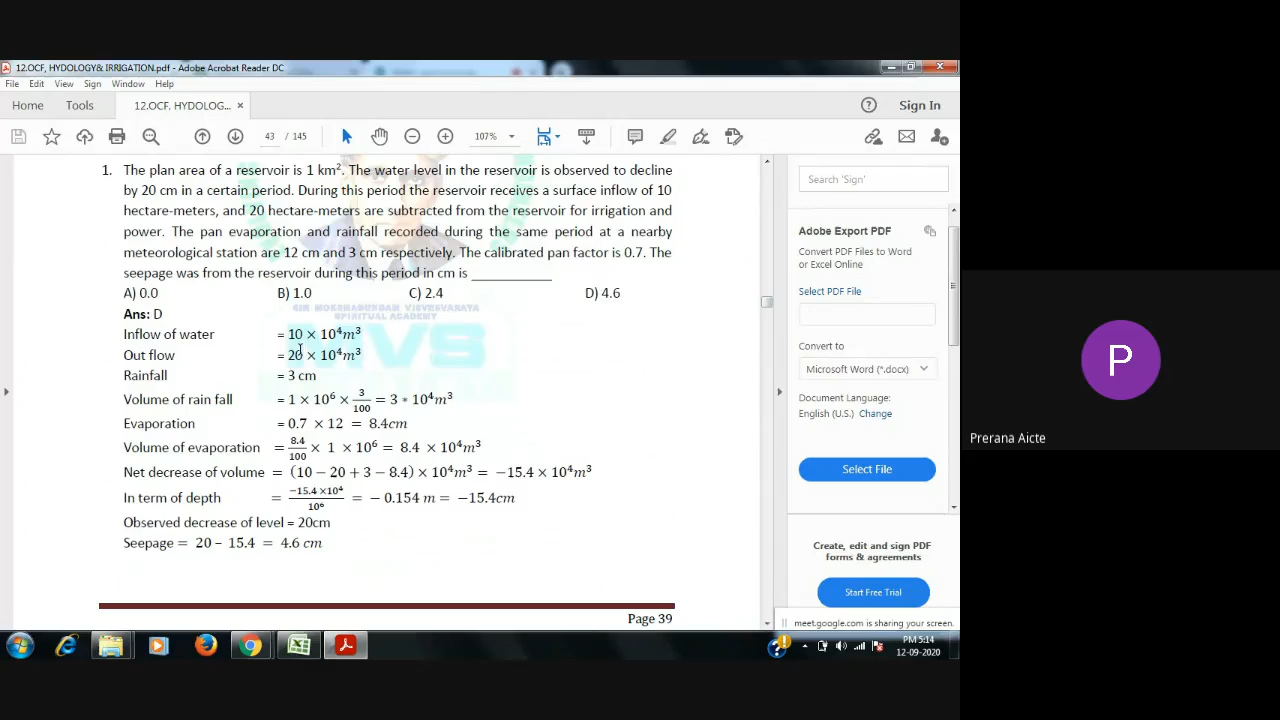 12.OCF, HYDOLOGY& IRRIGATION.pdf - Adobe Acrobat Reader DC
File Edit View Sign Window Help
Home Tools 12.OCF, HYDOLOG... × Sign In
43 / 145 107%
1. The plan area of a reservoir is 1 km². The water level in the reservoir is observed to decline
by 20 cm in a certain period. During this period the reservoir receives a surface inflow of 10
hectare-meters, and 20 hectare-meters are subtracted from the reservoir for irrigation and
power. The pan evaporation and rainfall recorded during the same period at a nearby
meteorological station are 12 cm and 3 cm respectively. The calibrated pan factor is 0.7. The
seepage was from the reservoir during this period in cm is ____________
A) 0.0 B) 1.0 C) 2.4 D) 4.6
SIR MOKSHAGUNDAM VISVESVARAYA
SPIRITUAL ACADEMY
MVS
Ans: D
Inflow of water = 10 × 10⁴m³
Out flow = 20 × 10⁴m³
Rainfall = 3 cm
Volume of rain fall = 1 × 10⁶ × 3/100 = 3 * 10⁴m³
Evaporation = 0.7 × 12 = 8.4cm
Volume of evaporation = 8.4/100 × 1 × 10⁶ = 8.4 × 10⁴m³
Net decrease of volume = (10 − 20 + 3 − 8.4) × 10⁴m³ = −15.4 × 10⁴m³
In term of depth = −15.4 ×10⁴/10⁶ = − 0.154 m = −15.4cm
Observed decrease of level = 20cm
Seepage = 20 − 15.4 = 4.6 cm
Page 39
Search 'Sign'
Adobe Export PDF
Convert PDF Files to Word
or Excel Online
Select PDF File
Convert to
Microsoft Word (*.docx)
Document Language:
English (U.S.) Change
Select File
Create, edit and sign PDF
forms & agreements
Start Free Trial
meet.google.com is sharing your screen.
PM 5:14
12-09-2020
P
Prerana Aicte